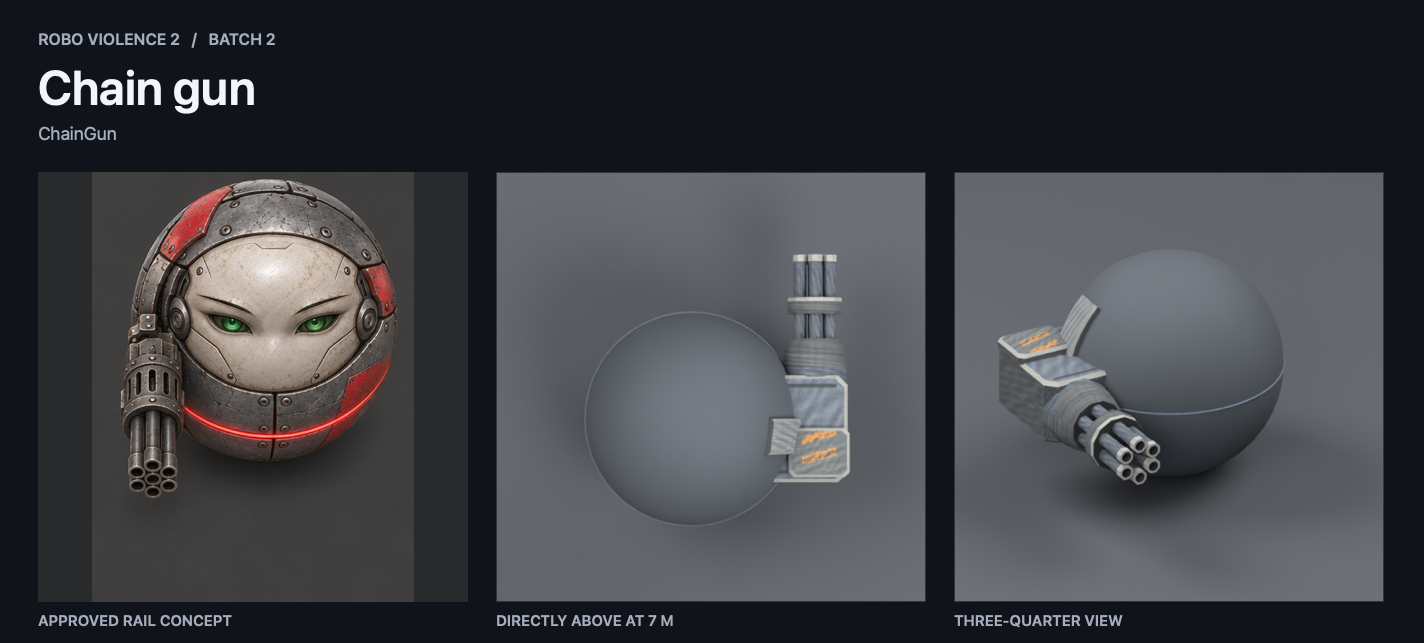 ROBO VIOLENCE 2 / BATCH 2
Chain gun
ChainGun
APPROVED RAIL CONCEPT
DIRECTLY ABOVE AT 7 M
THREE-QUARTER VIEW